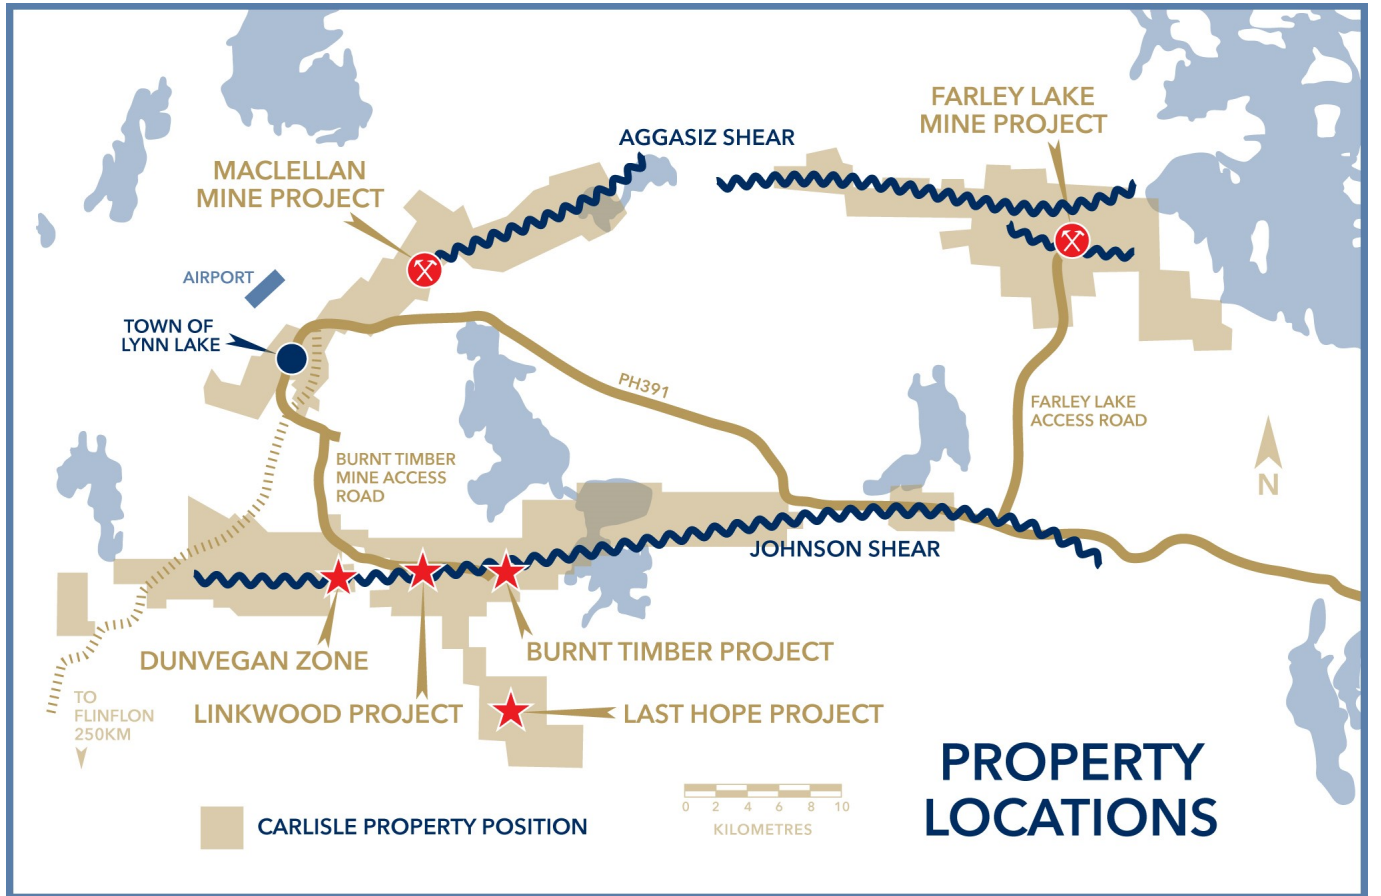 FARLEY LAKE
MINE PROJECT
AGGASIZ SHEAR
MACLELLAN
MINE PROJECT
AIRPORT
TOWN OF
LYNN LAKE
PH391
FARLEY LAKE
ACCESS ROAD
BURNT TIMBER
MINE ACCESS
ROAD
N
JOHNSON SHEAR
DUNVEGAN ZONE
BURNT TIMBER PROJECT
LINKWOOD PROJECT
LAST HOPE PROJECT
TO
FLINFLON
250KM
PROPERTY
LOCATIONS
0 2 4 6 8 10
KILOMETRES
CARLISLE PROPERTY POSITION